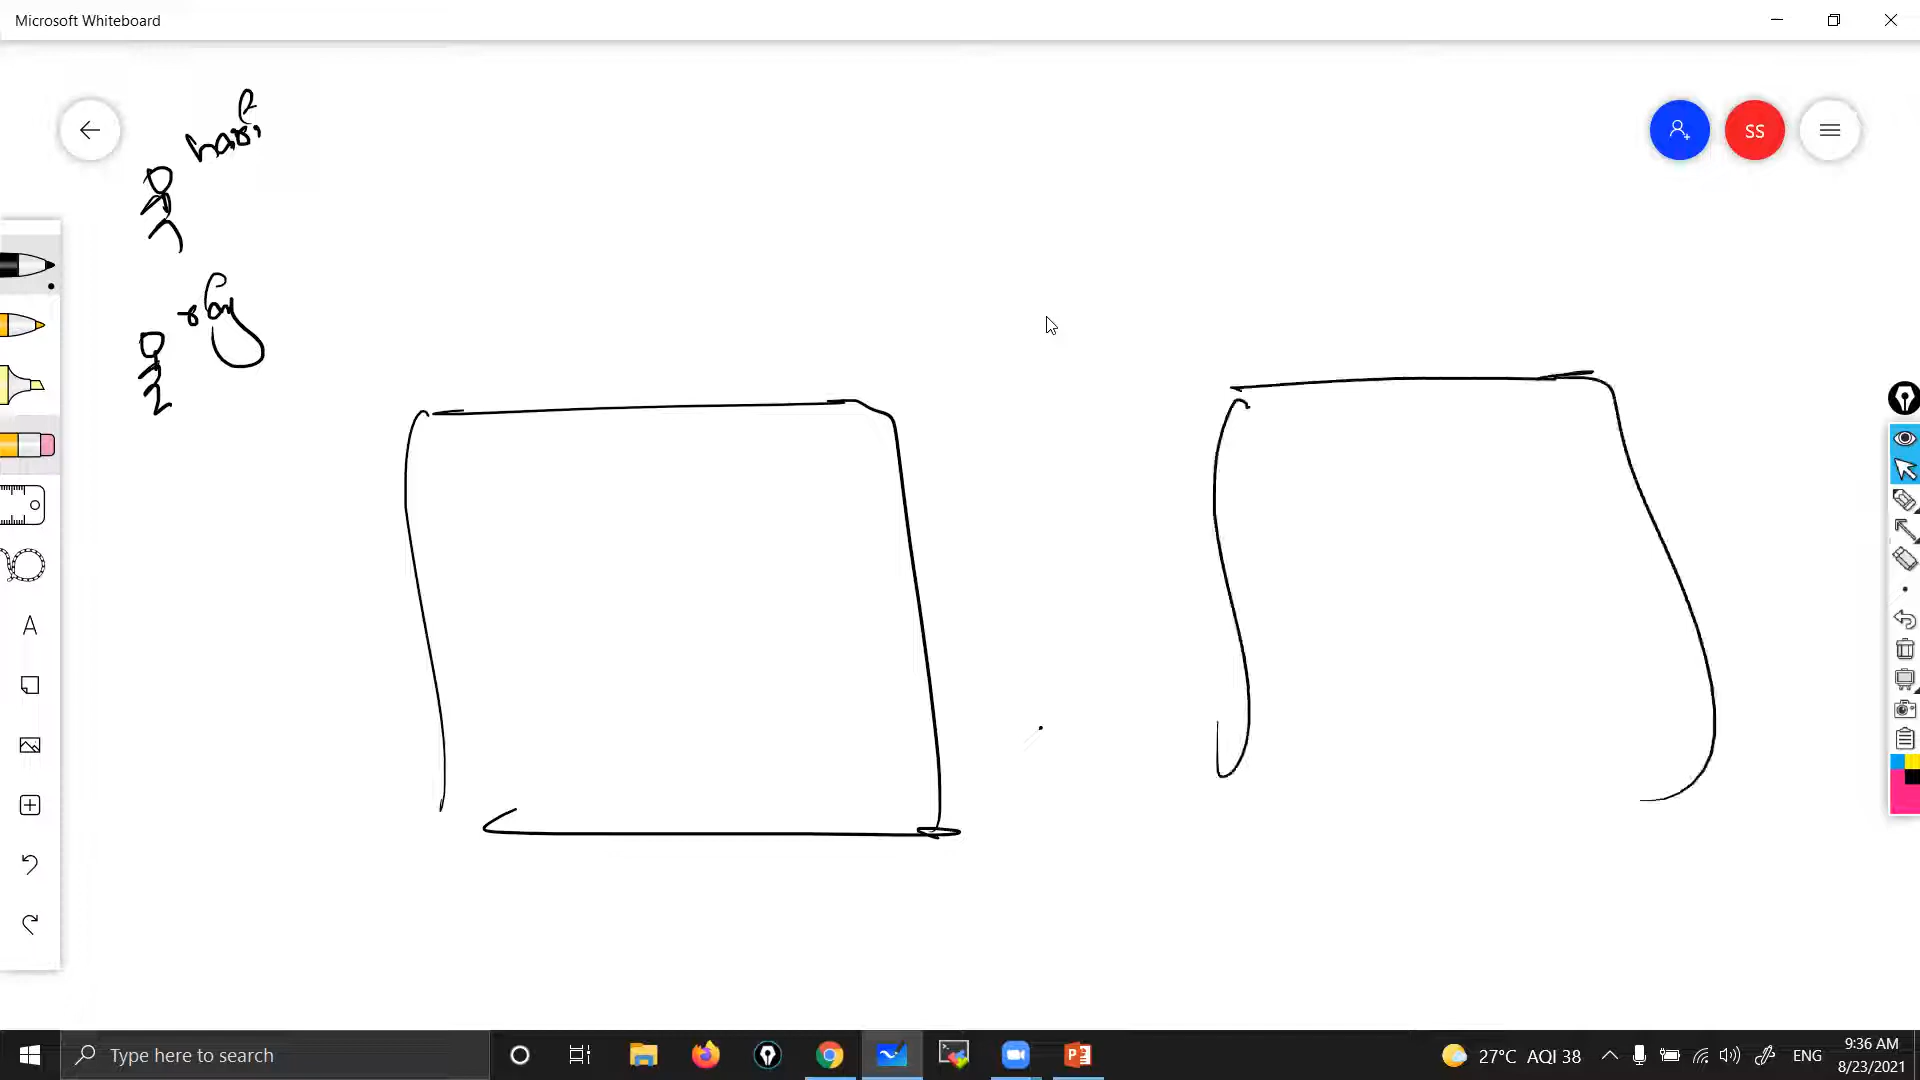 Microsoft Whiteboard
SS
A
Type here to search
27°C AQI 38
ENG
9:36 AM
8/23/2021